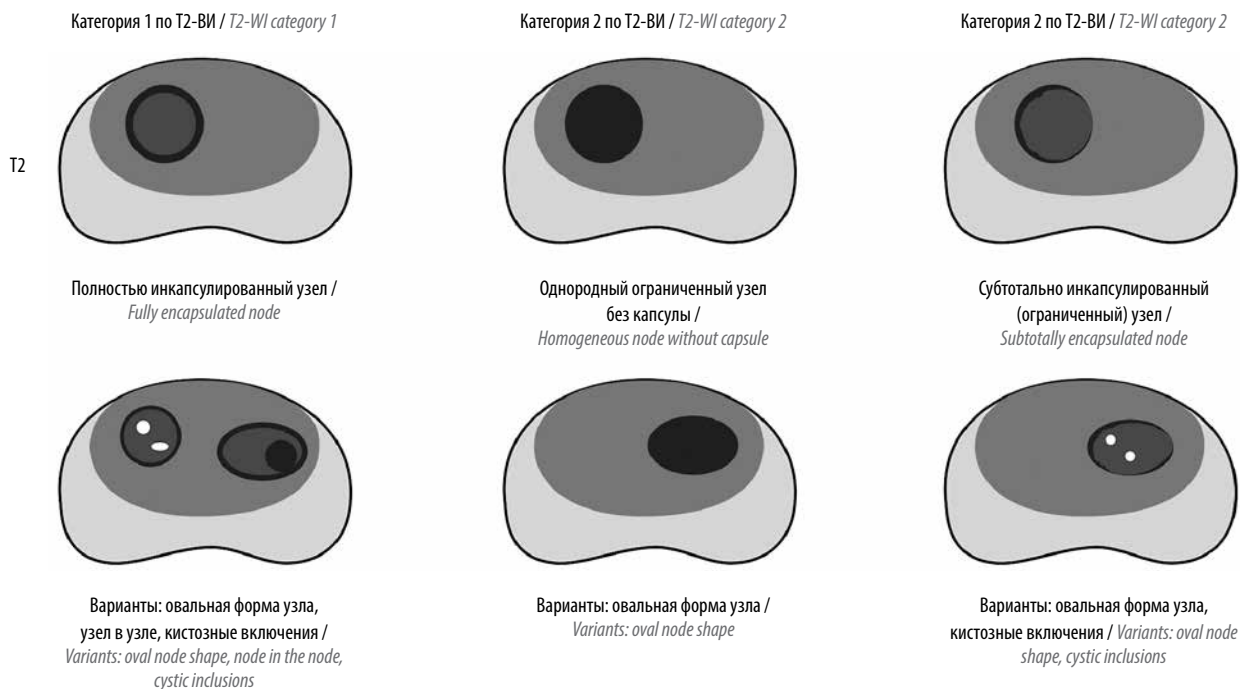 Категория 1 по Т2-ВИ / T2-WI category 1
Категория 2 по Т2-ВИ / T2-WI category 2
Категория 2 по Т2-ВИ / T2-WI category 2
T2
Полностью инкапсулированный узел /
Fully encapsulated node
Однородный ограниченный узел
без капсулы /
Homogeneous node without capsule
Субтотально инкапсулированный
(ограниченный) узел /
Subtotally encapsulated node
Варианты: овальная форма узла,
узел в узле, кистозные включения /
Variants: oval node shape, node in the node,
cystic inclusions
Варианты: овальная форма узла /
Variants: oval node shape
Варианты: овальная форма узла,
кистозные включения / Variants: oval node
shape, cystic inclusions